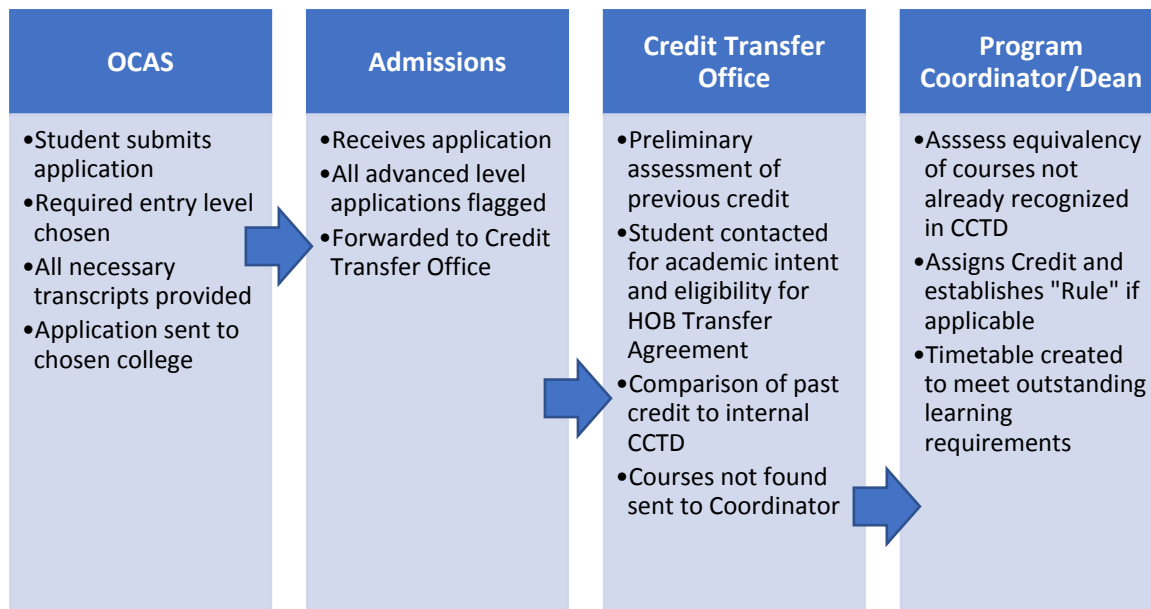 OCAS
•Student submits
application
•Required entry level
chosen
•All necessary
transcripts provided
•Application sent to
chosen college
Admissions
•Receives application
•All advanced level
applications flagged
•Forwarded to Credit
Transfer Office
Credit Transfer
Office
•Preliminary
assessment of
previous credit
•Student contacted
for academic intent
and eligibility for
HOB Transfer
Agreement
•Comparison of past
credit to internal
CCTD
•Courses not found
sent to Coordinator
Program
Coordinator/Dean
•Asssess equivalency
of courses not
already recognized
in CCTD
•Assigns Credit and
establishes "Rule" if
applicable
•Timetable created
to meet outstanding
learning
requirements